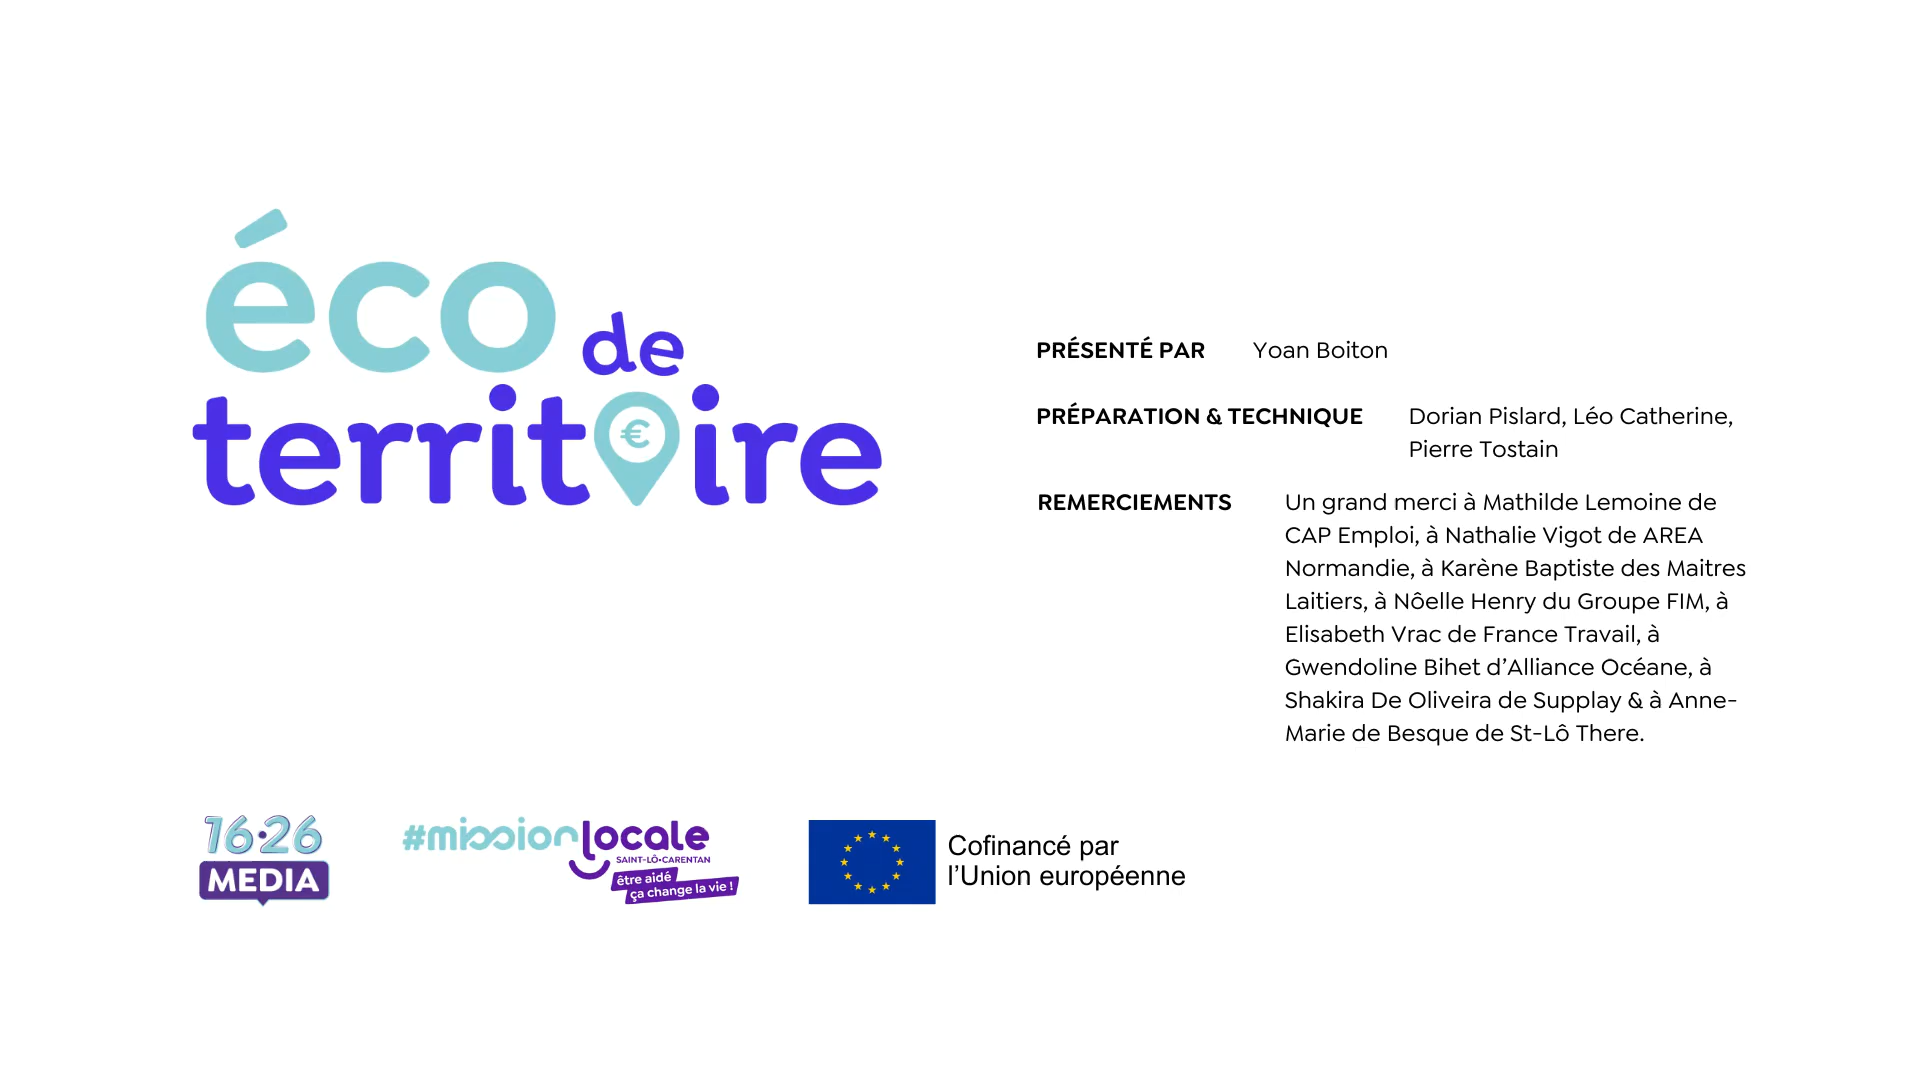 éco
de
territoire
€
PRÉSENTÉ PAR Yoan Boiton
PRÉPARATION & TECHNIQUE Dorian Pislard, Léo Catherine,
Pierre Tostain
REMERCIEMENTS Un grand merci à Mathilde Lemoine de
CAP Emploi, à Nathalie Vigot de AREA
Normandie, à Karène Baptiste des Maitres
Laitiers, à Nôelle Henry du Groupe FIM, à
Elisabeth Vrac de France Travail, à
Gwendoline Bihet d’Alliance Océane, à
Shakira De Oliveira de Supplay & à Anne-
Marie de Besque de St-Lô There.
16·26
MEDIA
#missionlocale
SAINT-LÔ•CARENTAN
être aidé
ça change la vie !
Cofinancé par
l’Union européenne